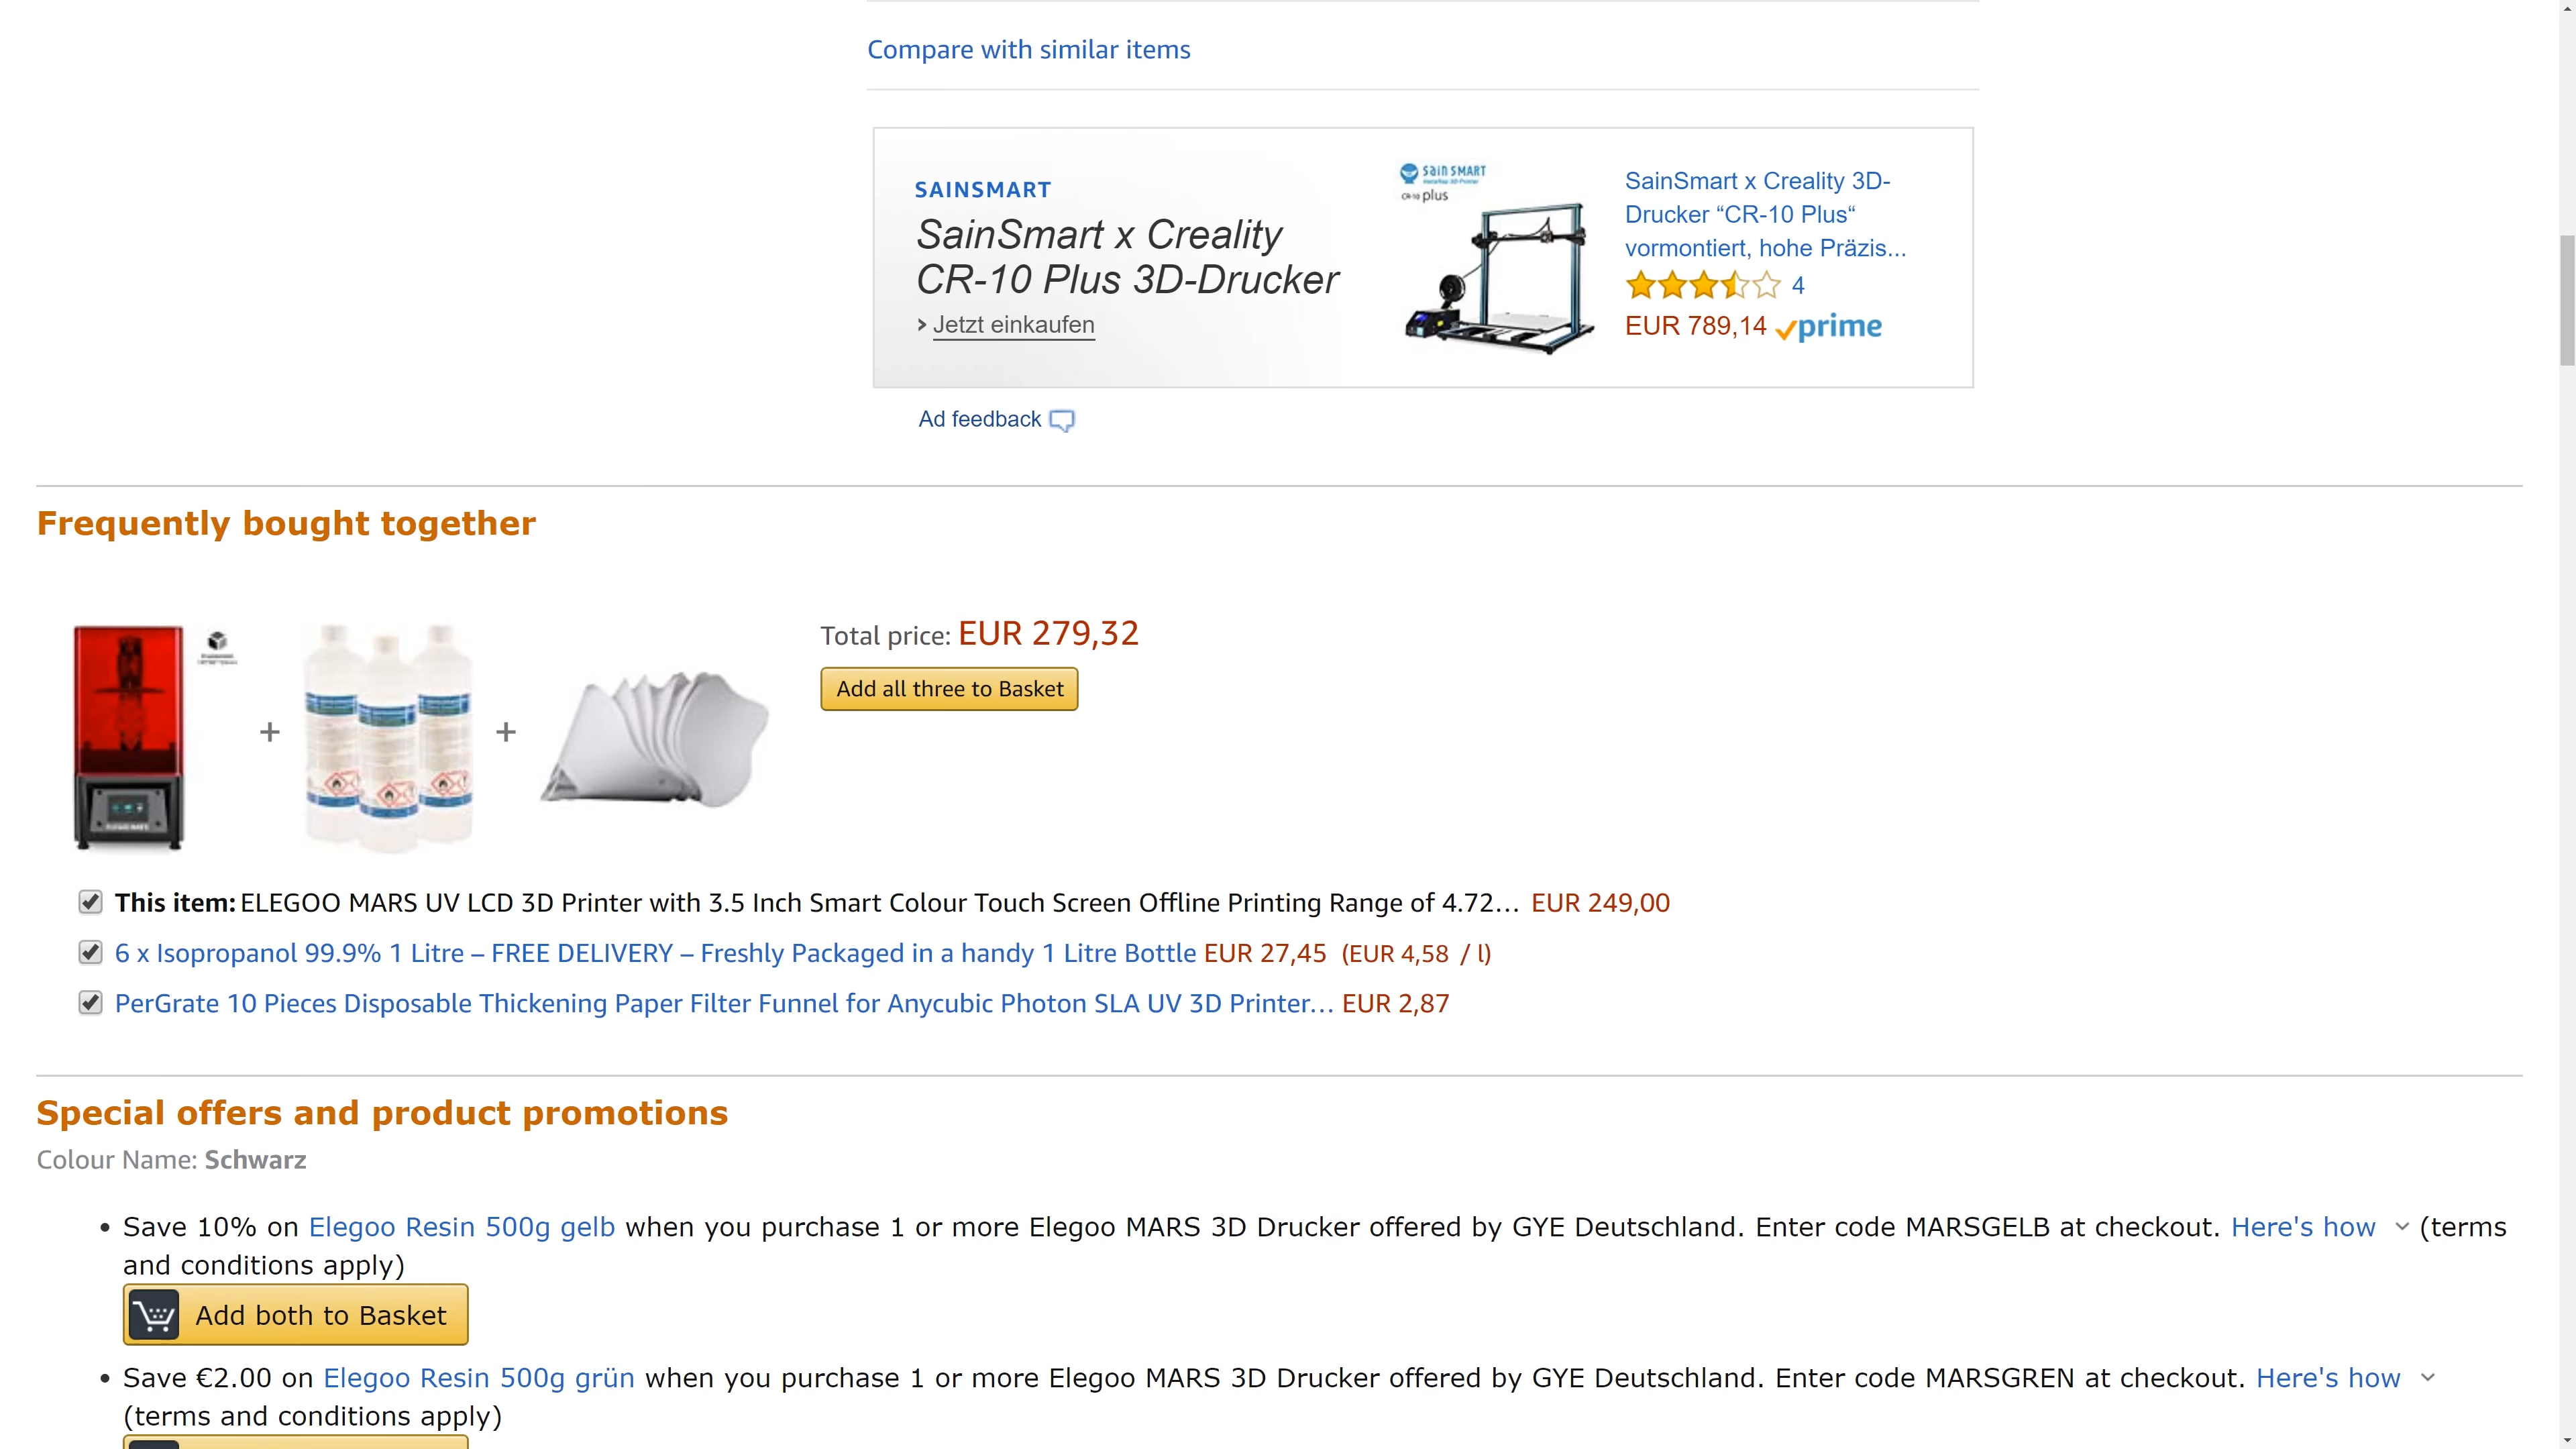 Compare with similar items
SAINSMART
SainSmart x Creality
CR-10 Plus 3D-Drucker
› Jetzt einkaufen
Sain SMART
CR-10 plus
SainSmart x Creality 3D-
Drucker “CR-10 Plus“
vormontiert, hohe Präzis...
4
EUR 789,14 prime
Ad feedback
Frequently bought together
+
+
Total price: EUR 279,32
Add all three to Basket
This item: ELEGOO MARS UV LCD 3D Printer with 3.5 Inch Smart Colour Touch Screen Offline Printing Range of 4.72… EUR 249,00
6 x Isopropanol 99.9% 1 Litre – FREE DELIVERY – Freshly Packaged in a handy 1 Litre Bottle EUR 27,45 (EUR 4,58 / l)
PerGrate 10 Pieces Disposable Thickening Paper Filter Funnel for Anycubic Photon SLA UV 3D Printer… EUR 2,87
Special offers and product promotions
Colour Name: Schwarz
• Save 10% on Elegoo Resin 500g gelb when you purchase 1 or more Elegoo MARS 3D Drucker offered by GYE Deutschland. Enter code MARSGELB at checkout. Here's how (terms
and conditions apply)
Add both to Basket
• Save €2.00 on Elegoo Resin 500g grün when you purchase 1 or more Elegoo MARS 3D Drucker offered by GYE Deutschland. Enter code MARSGREN at checkout. Here's how
(terms and conditions apply)